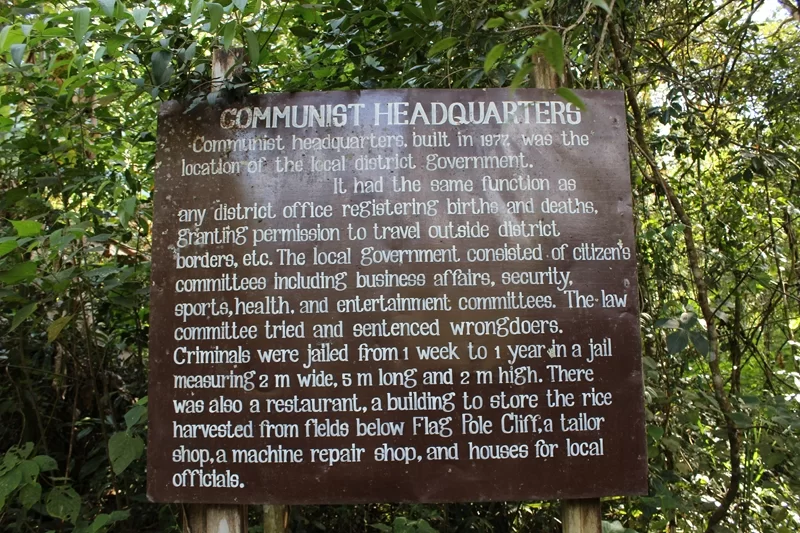 COMMUNIST HEADQUARTERS
Communist headquarters, built in 1972 was the
location of the local district government.
It had the same function as
any district office registering births and deaths,
granting permission to travel outside district
borders, etc. The local government consisted of citizen's
committees including business affairs, security,
sports, health, and entertainment committees. The law
committee tried and sentenced wrongdoers.
Criminals were jailed from 1 week to 1 year in a jail
measuring 2 m wide, 5 m long and 2 m high. There
was also a restaurant, a building to store the rice
harvested from fields below Flag Pole Cliff, a tailor
shop, a machine repair shop, and houses for local
officials.